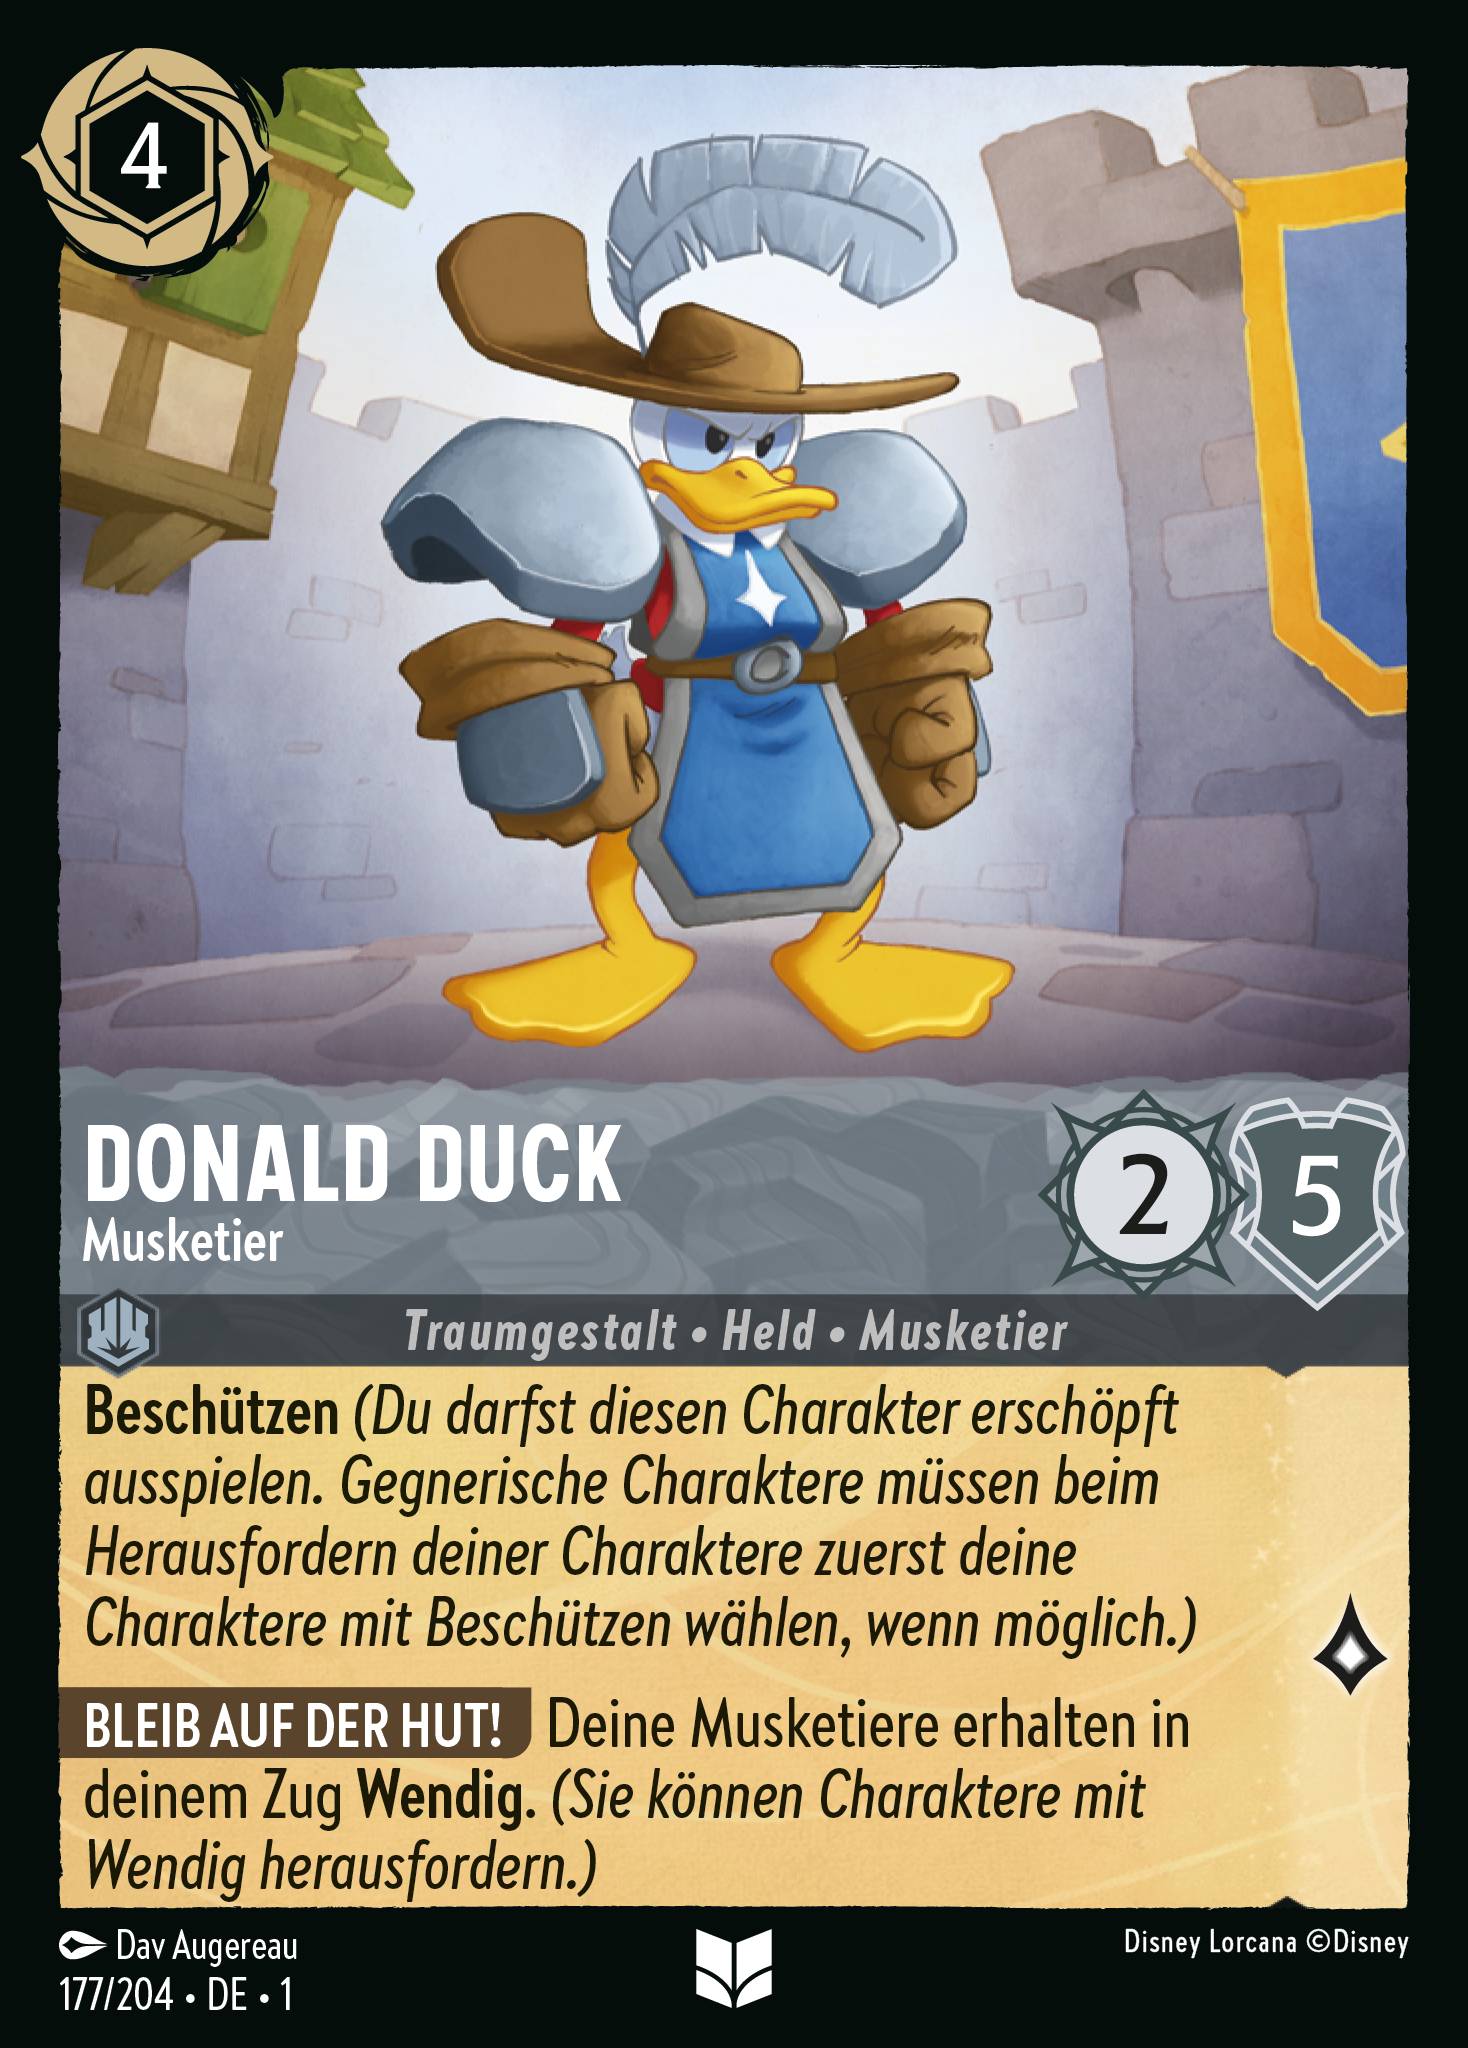 4
DONALD DUCK
Musketier
2
5
Traumgestalt • Held • Musketier
Beschützen (Du darfst diesen Charakter erschöpft
ausspielen. Gegnerische Charaktere müssen beim
Herausfordern deiner Charaktere zuerst deine
Charaktere mit Beschützen wählen, wenn möglich.)
BLEIB AUF DER HUT! Deine Musketiere erhalten in
deinem Zug Wendig. (Sie können Charaktere mit
Wendig herausfordern.)
Dav Augereau
Disney Lorcana ©Disney
177/204 • DE • 1